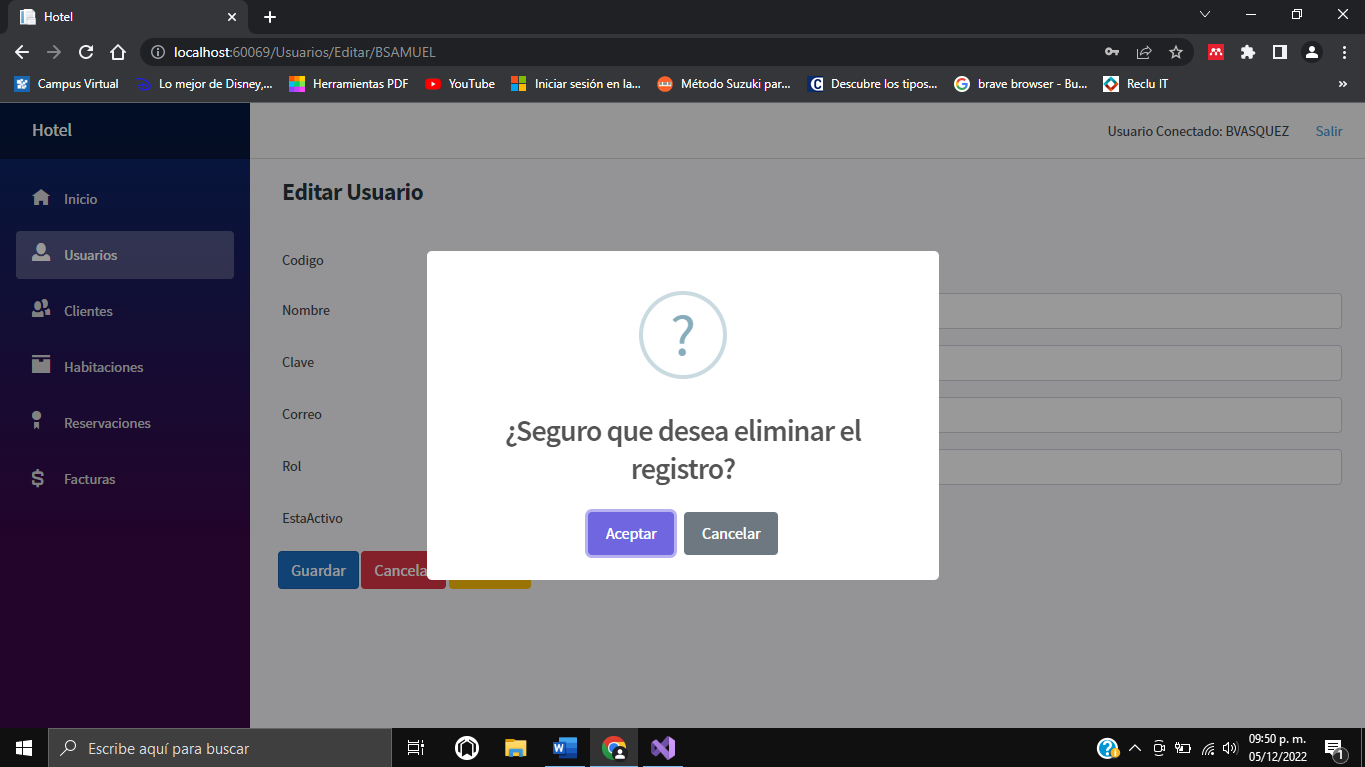 Hotel
localhost:60069/Usuarios/Editar/BSAMUEL
Campus Virtual
Lo mejor de Disney,...
Herramientas PDF
YouTube
Iniciar sesión en la...
Método Suzuki par...
Descubre los tipos...
brave browser - Bu...
Reclu IT
»
Hotel
Usuario Conectado: BVASQUEZ
Salir
Inicio
Usuarios
Clientes
Habitaciones
Reservaciones
Facturas
Editar Usuario
Codigo
Nombre
Clave
Correo
Rol
EstaActivo
Guardar
Cancela
?
¿Seguro que desea eliminar el
registro?
Aceptar
Cancelar
Escribe aquí para buscar
09:50 p. m.
05/12/2022
1